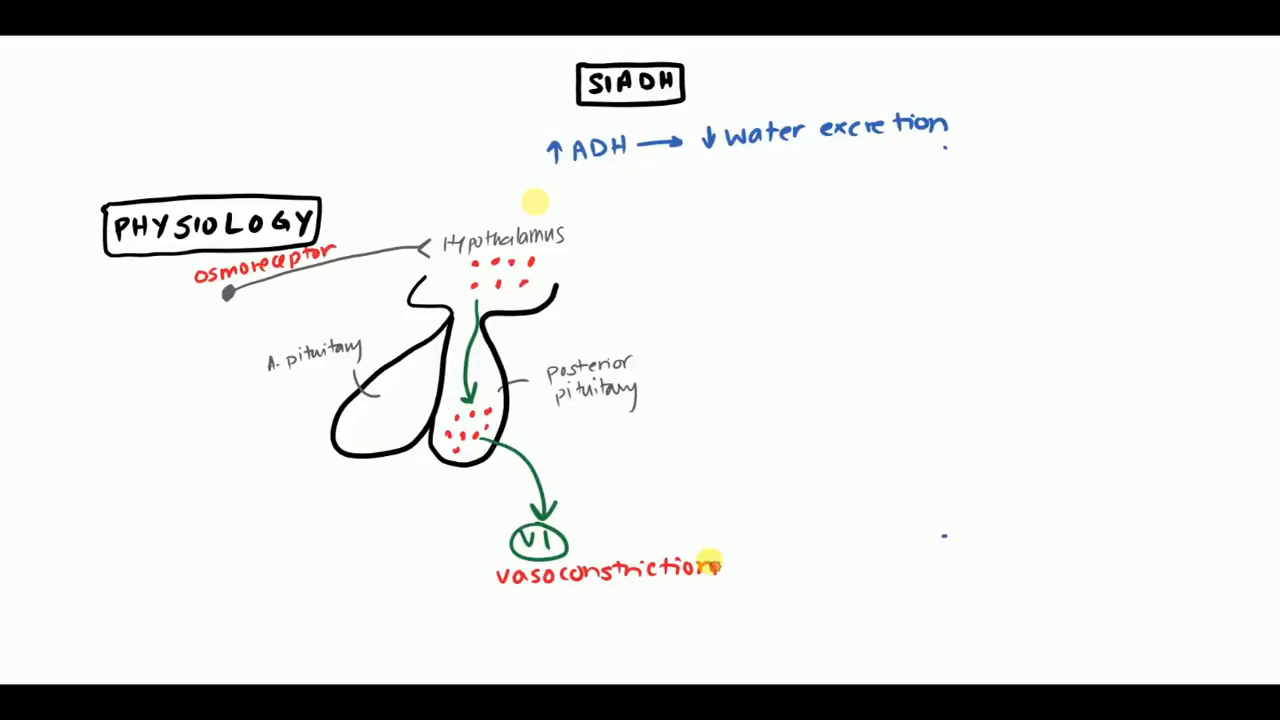 SIADH
↑ ADH → ↓ water excretion
PHYSIOLOGY
osmoreceptor
Hypothalamus
A. pituitary
posterior
pituitary
V1
vasoconstriction